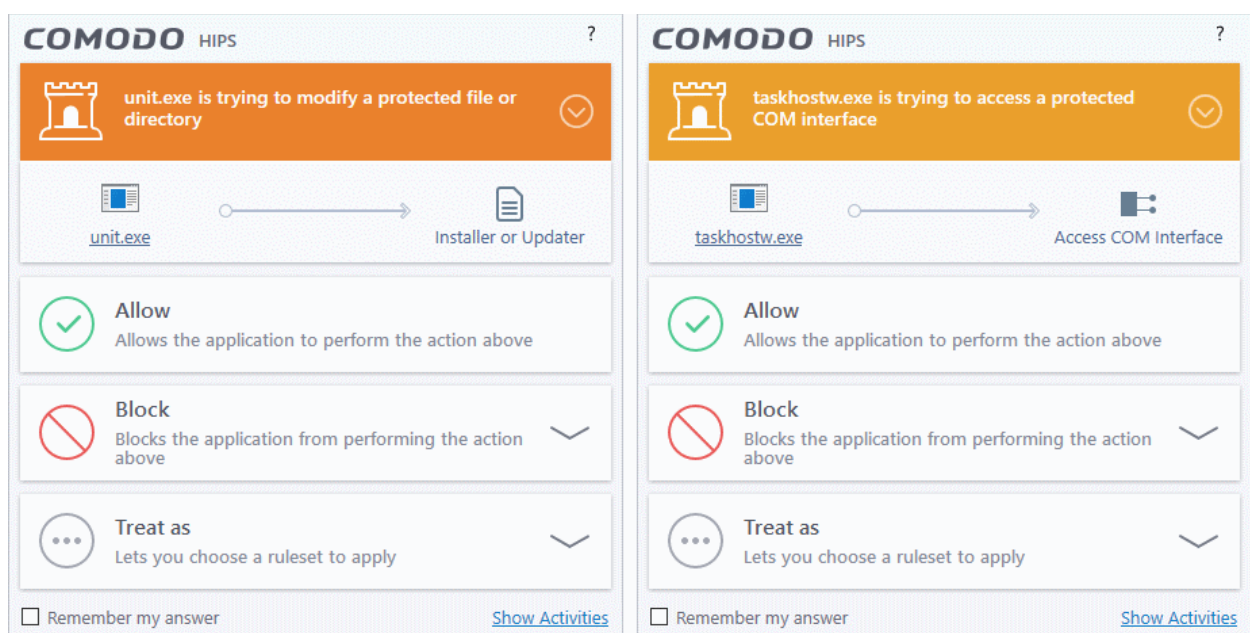 COMODO HIPS ?
unit.exe is trying to modify a protected file or
directory
unit.exe
Installer or Updater
Allow
Allows the application to perform the action above
Block
Blocks the application from performing the action
above
Treat as
Lets you choose a ruleset to apply
Remember my answer
Show Activities
COMODO HIPS ?
taskhostw.exe is trying to access a protected
COM interface
taskhostw.exe
Access COM Interface
Allow
Allows the application to perform the action above
Block
Blocks the application from performing the action
above
Treat as
Lets you choose a ruleset to apply
Remember my answer
Show Activities